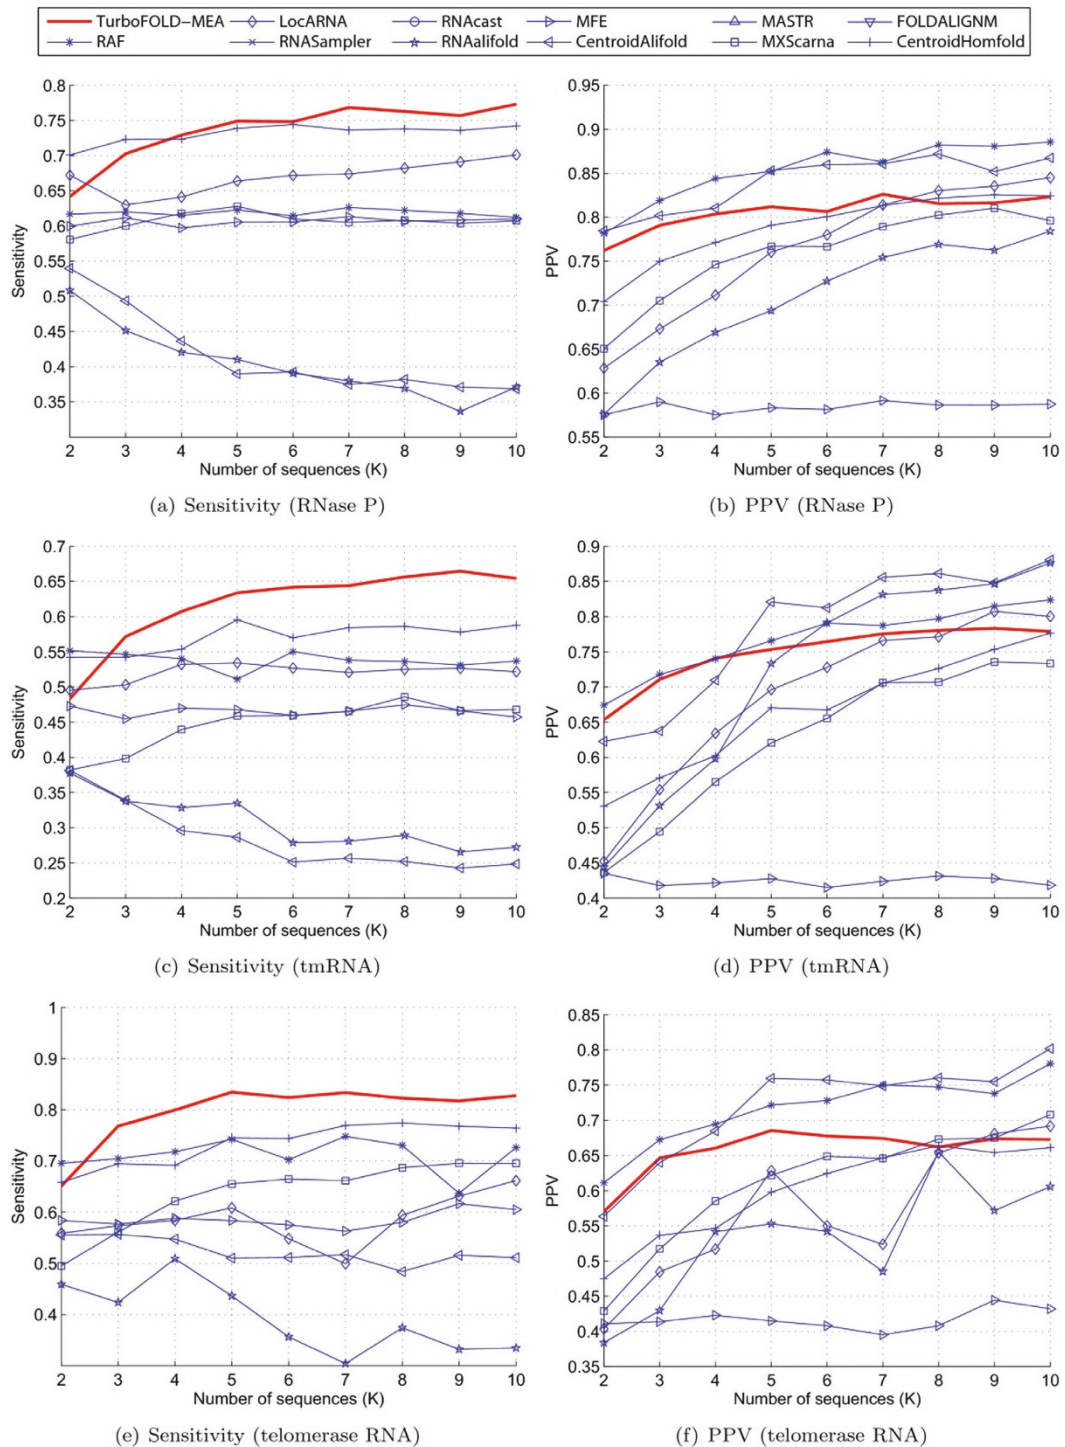 TurboFOLD−MEA LocARNA RNAcast MFE MASTR FOLDALIGNM
RAF RNASampler RNAalifold CentroidAlifold MXScarna CentroidHomfold
0.8
0.75
0.7
0.65
0.6
0.55
0.5
0.45
0.4
0.35
Sensitivity
2 3 4 5 6 7 8 9 10
Number of sequences (K)
(a) Sensitivity (RNase P)
0.95
0.9
0.85
0.8
0.75
0.7
0.65
0.6
0.55
PPV
2 3 4 5 6 7 8 9 10
Number of sequences (K)
(b) PPV (RNase P)
0.7
0.65
0.6
0.55
0.5
0.45
0.4
0.35
0.3
0.25
0.2
Sensitivity
2 3 4 5 6 7 8 9 10
Number of sequences (K)
(c) Sensitivity (tmRNA)
0.9
0.85
0.8
0.75
0.7
0.65
0.6
0.55
0.5
0.45
0.4
PPV
2 3 4 5 6 7 8 9 10
Number of sequences (K)
(d) PPV (tmRNA)
1
0.9
0.8
0.7
0.6
0.5
0.4
Sensitivity
2 3 4 5 6 7 8 9 10
Number of sequences (K)
(e) Sensitivity (telomerase RNA)
0.85
0.8
0.75
0.7
0.65
0.6
0.55
0.5
0.45
0.4
0.35
PPV
2 3 4 5 6 7 8 9 10
Number of sequences (K)
(f) PPV (telomerase RNA)